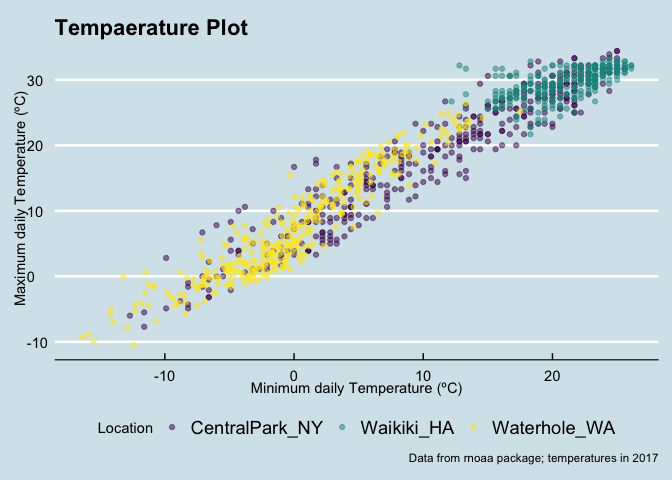 Tempaerature Plot
Maximum daily Temperature (ºC)
30
20
10
0
-10
-10 0 10 20
Minimum daily Temperature (ºC)
Location CentralPark_NY Waikiki_HA Waterhole_WA
Data from rnoaa package; temperatures in 2017